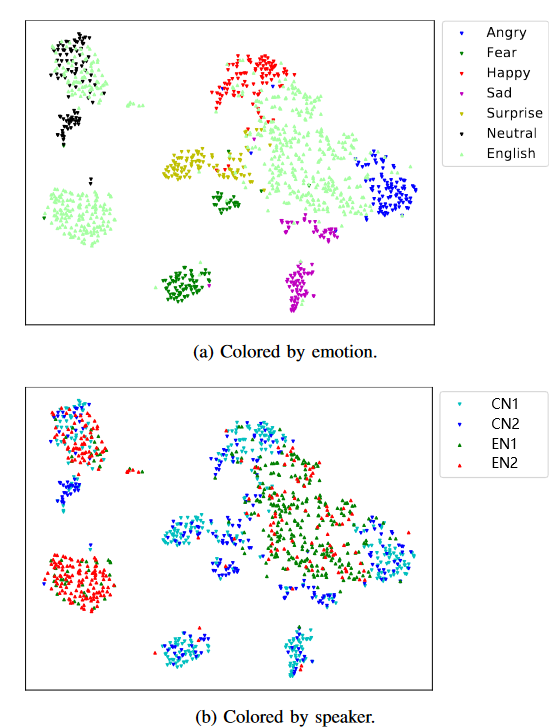 Angry
Fear
Happy
Sad
Surprise
Neutral
English
(a) Colored by emotion.
CN1
CN2
EN1
EN2
(b) Colored by speaker.